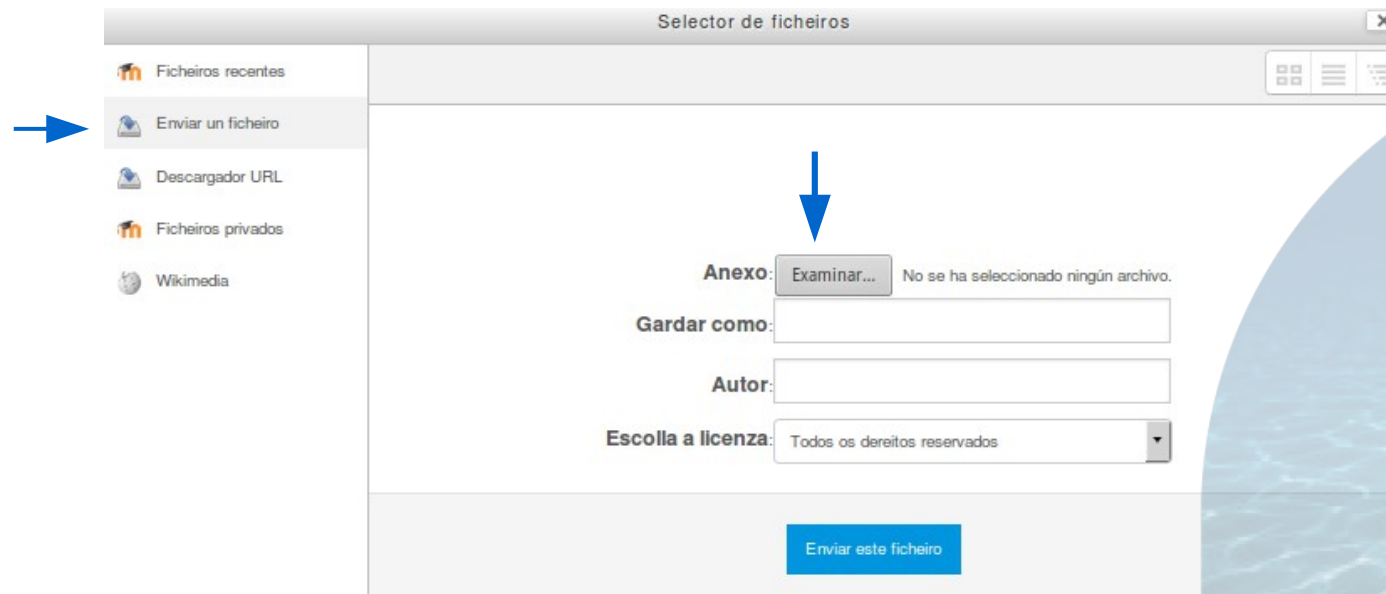 Selector de ficheiros
Ficheiros recentes
Enviar un ficheiro
Descargador URL
Ficheiros privados
Wikimedia
Anexo: Examinar... No se ha seleccionado ningún archivo.
Gardar como:
Autor:
Escolla a licenza: Todos os dereitos reservados
Enviar este ficheiro